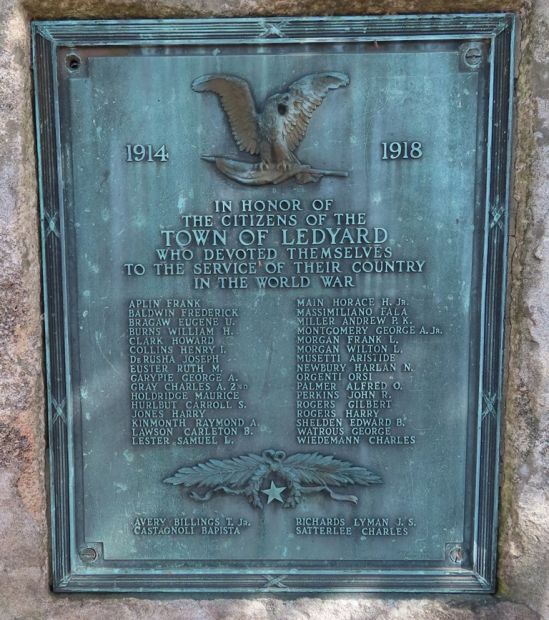 1914 1918
IN HONOR OF
THE CITIZENS OF THE
TOWN OF LEDYARD
WHO DEVOTED THEMSELVES
TO THE SERVICE OF THEIR COUNTRY
IN THE WORLD WAR
APLIN FRANK
BALDWIN FREDERICK
BRAGAW EUGENE U.
BURNS WILLIAM H.
CLARK HOWARD
COLLINS HENRY I.
DERUSHA JOSEPH
EUSTER RUTH M.
GARYPIE GEORGE A.
GRAY CHARLES A. 2ND
HOLDRIDGE MAURICE
HURLBUT CARROLL S.
JONES HARRY
KINMONTH RAYMOND A.
LAWSON CARLETON B.
LESTER SAMUEL L.
MAIN HORACE H. JR.
MASSIMILIANO FALA
MILLER ANDREW P. K.
MONTGOMERY GEORGE A. JR.
MORGAN FRANK L.
MORGAN WILTON L.
MUSETTI ARISTIDE
NEWBURY HARLAN N.
ORGENTI ORSI
PALMER ALFRED O.
PERKINS JOHN R.
ROGERS GILBERT
ROGERS HARRY
SHELDEN EDWARD B.
WATROUS GEORGE
WIEDEMANN CHARLES
AVERY BILLINGS T. JR.
CASTAGNOLI BAPISTA
RICHARDS LYMAN J. S.
SATTERLEE CHARLES